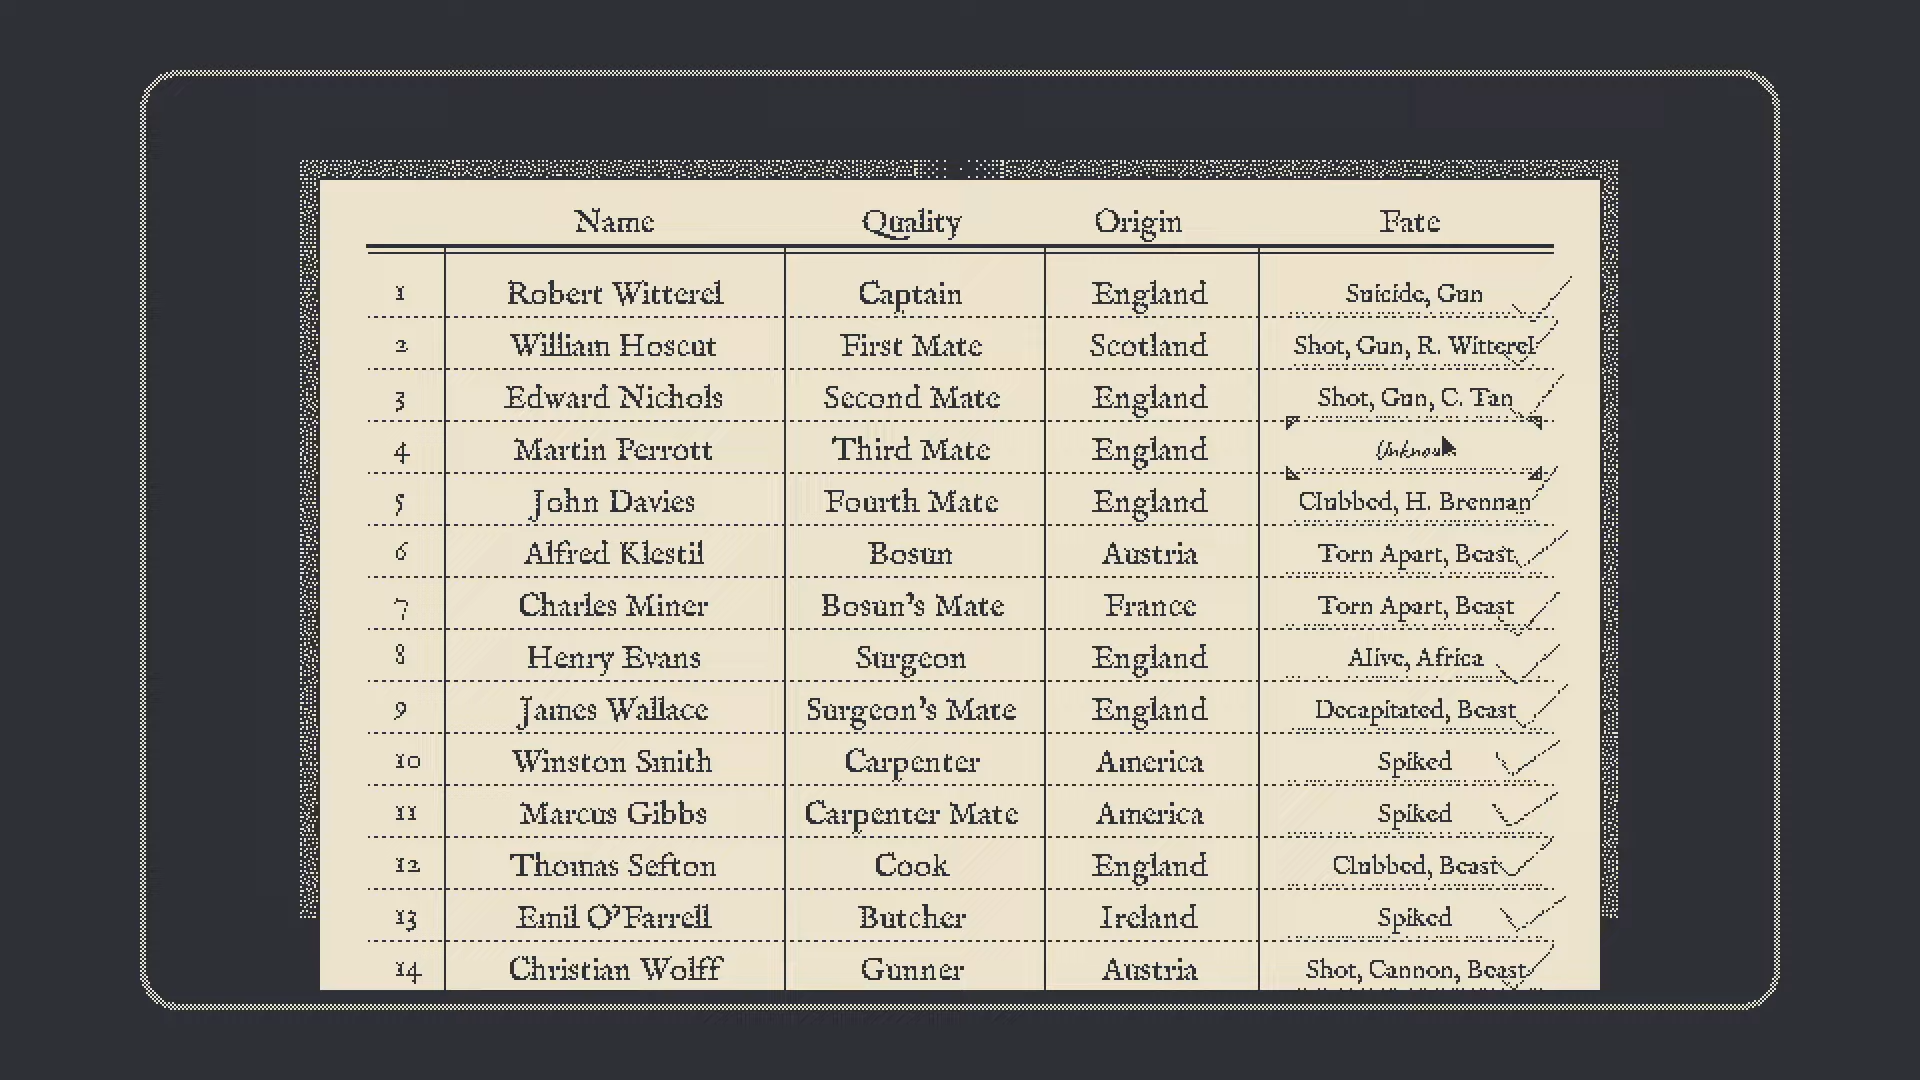 Name Quality Origin Fate
1 Robert Witterel Captain England Suicide, Gun
2 William Hoscut First Mate Scotland Shot, Gun, R. Witterel
3 Edward Nichols Second Mate England Shot, Gun, C. Tan
4 Martin Perrott Third Mate England Unknown
5 John Davies Fourth Mate England Clubbed, H. Brennan
6 Alfred Klestil Bosun Austria Torn Apart, Beast
7 Charles Miner Bosun's Mate France Torn Apart, Beast
8 Henry Evans Surgeon England Alive, Africa
9 James Wallace Surgeon's Mate England Decapitated, Beast
10 Winston Smith Carpenter America Spiked
11 Marcus Gibbs Carpenter Mate America Spiked
12 Thomas Sefton Cook England Clubbed, Beast
13 Emil O'Farrell Butcher Ireland Spiked
14 Christian Wolff Gunner Austria Shot, Cannon, Beast